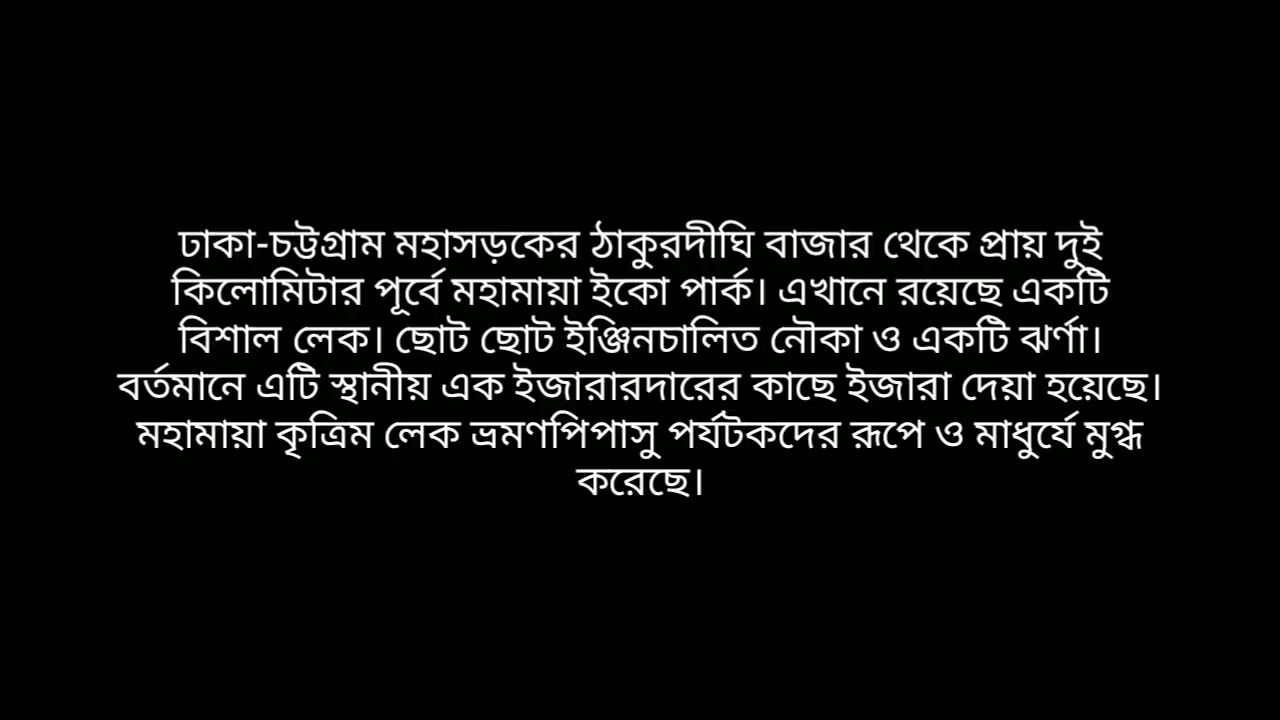 ঢাকা-চট্টগ্রাম মহাসড়কের ঠাকুরদীঘি বাজার থেকে প্রায় দুই
কিলোমিটার পূর্বে মহামায়া ইকো পার্ক। এখানে রয়েছে একটি
বিশাল লেক। ছোট ছোট ইঞ্জিনচালিত নৌকা ও একটি ঝর্ণা।
বর্তমানে এটি স্থানীয় এক ইজারারদারের কাছে ইজারা দেয়া হয়েছে।
মহামায়া কৃত্রিম লেক ভ্রমণপিপাসু পর্যটকদের রূপে ও মাধুর্যে মুগ্ধ
করেছে।